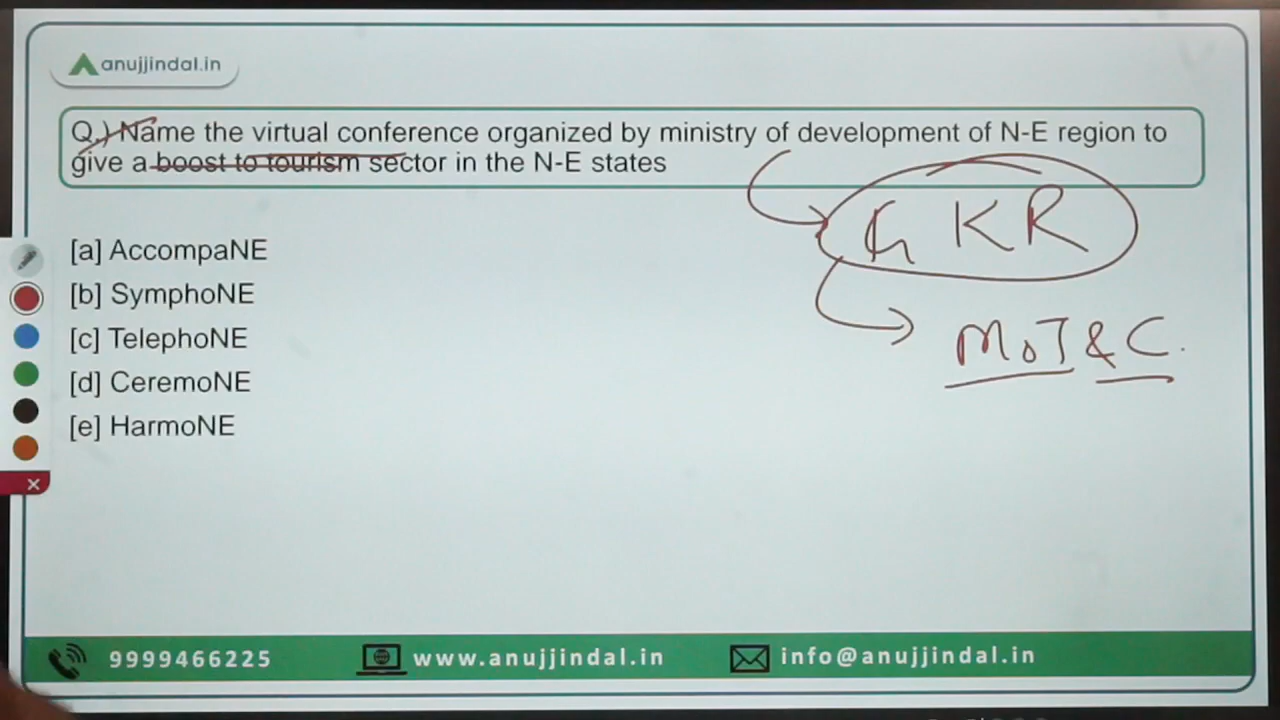 anujjindal.in
Q.) Name the virtual conference organized by ministry of development of N-E region to
give a boost to tourism sector in the N-E states
G K R
[a] AccompaNE
[b] SymphoNE
MoT & C.
[c] TelephoNE
[d] CeremoNE
[e] HarmoNE
9999466225 www.anujjindal.in info@anujjindal.in